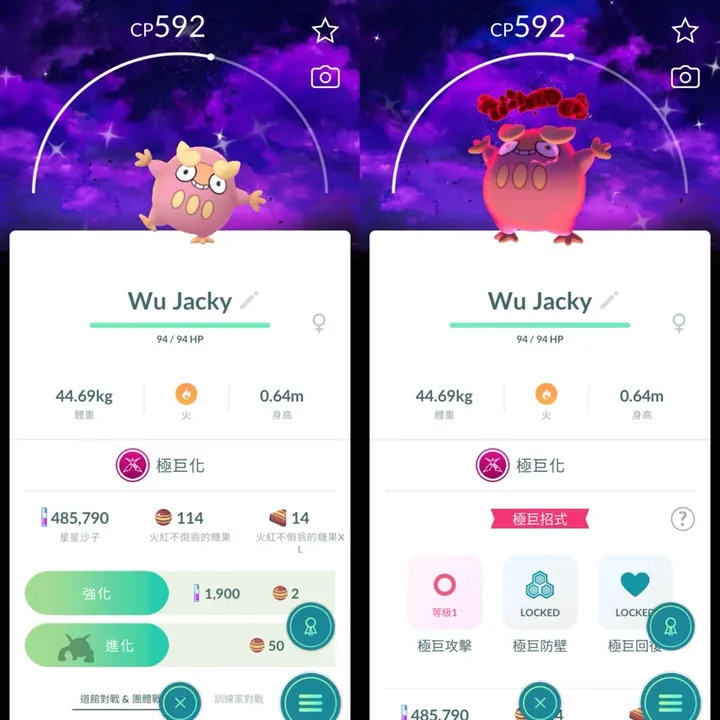 CP592
Wu Jacky
94 / 94 HP
44.69kg
體重
火
0.64m
身高
極巨化
485,790
星星沙子
114
火紅不倒翁的糖果
14
火紅不倒翁的糖果X
L
強化
1,900
2
進化
50
道館對戰 & 團體戰
訓練家對戰
CP592
Wu Jacky
94 / 94 HP
44.69kg
體重
火
0.64m
身高
極巨化
極巨招式
?
等級1
LOCKED
LOCKED
極巨攻擊
極巨防壁
極巨回復
485,790